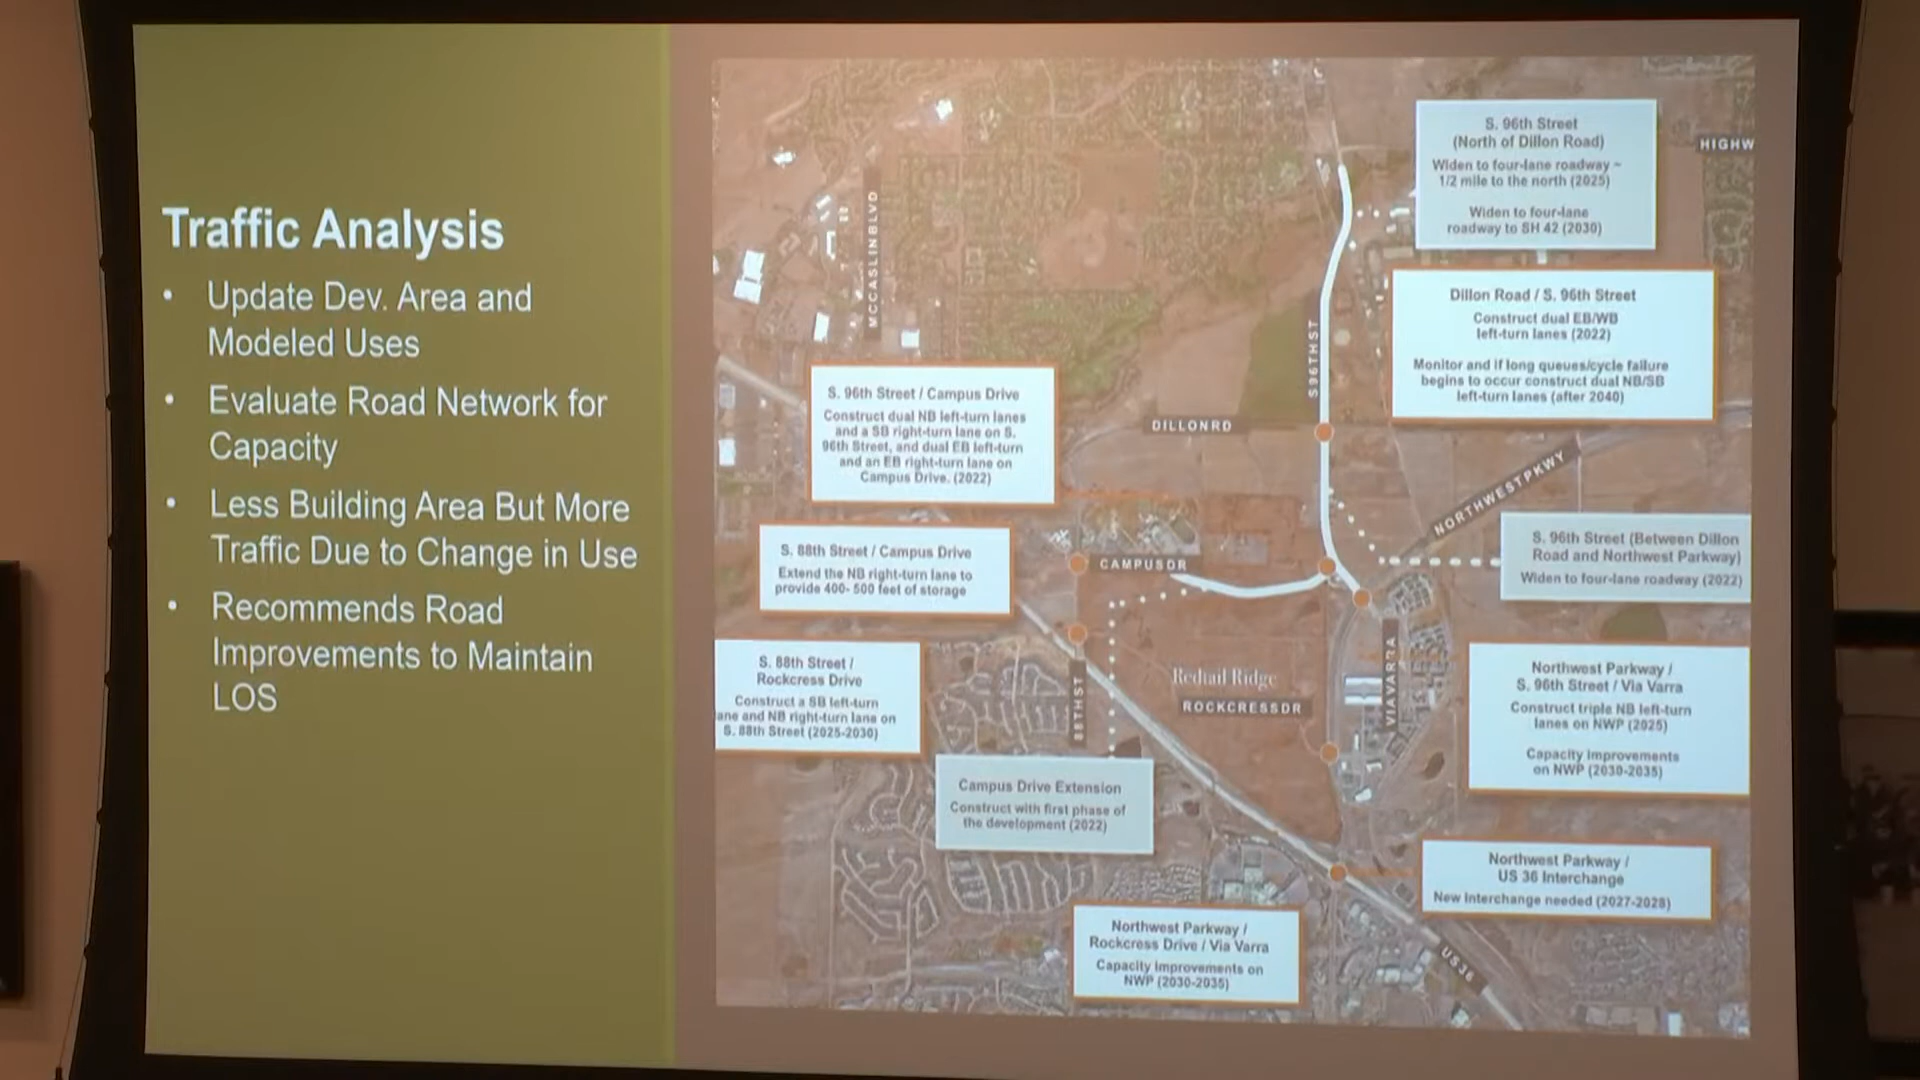 Traffic Analysis
• Update Dev. Area and
Modeled Uses
• Evaluate Road Network for
Capacity
• Less Building Area But More
Traffic Due to Change in Use
• Recommends Road
Improvements to Maintain
LOS
S. 96th Street
(North of Dillon Road)
Widen to four-lane roadway ~
1/2 mile to the north (2025)
Widen to four-lane
roadway to SH 42 (2030)
HIGHW
MCCASLINBLVD
Dillon Road / S. 96th Street
Construct dual EB/WB
left-turn lanes (2022)
Monitor and if long queues/cycle failure
begins to occur construct dual NB/SB
left-turn lanes (after 2040)
S96THST
S. 96th Street / Campus Drive
Construct dual NB left-turn lanes
and a SB right-turn lane on S.
96th Street, and dual EB left-turn
and an EB right-turn lane on
Campus Drive. (2022)
DILLONRD
NORTHWESTPKWY
S. 96th Street (Between Dillon
Road and Northwest Parkway)
Widen to four-lane roadway (2022)
S. 88th Street / Campus Drive
Extend the NB right-turn lane to
provide 400- 500 feet of storage
CAMPUSDR
S. 88th Street /
Rockcress Drive
Construct a SB left-turn
ane and NB right-turn lane on
S. 88th Street (2025-2030)
88THST
Redtail Ridge
ROCKCRESSDR
VIAVARRA
Northwest Parkway /
S. 96th Street / Via Varra
Construct triple NB left-turn
lanes on NWP (2025)
Capacity Improvements
on NWP (2030-2035)
Campus Drive Extension
Construct with first phase of
the development (2022)
Northwest Parkway /
US 36 Interchange
New Interchange needed (2027-2028)
Northwest Parkway /
Rockcress Drive / Via Varra
Capacity Improvements on
NWP (2030-2035)
US36